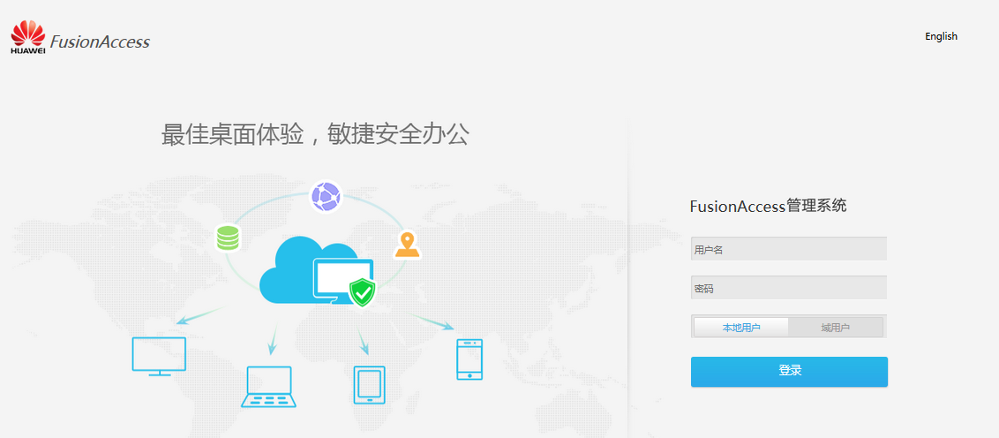 HUAWEI FusionAccess
English
最佳桌面体验，敏捷安全办公
FusionAccess管理系统
用户名
密码
本地用户 域用户
登录